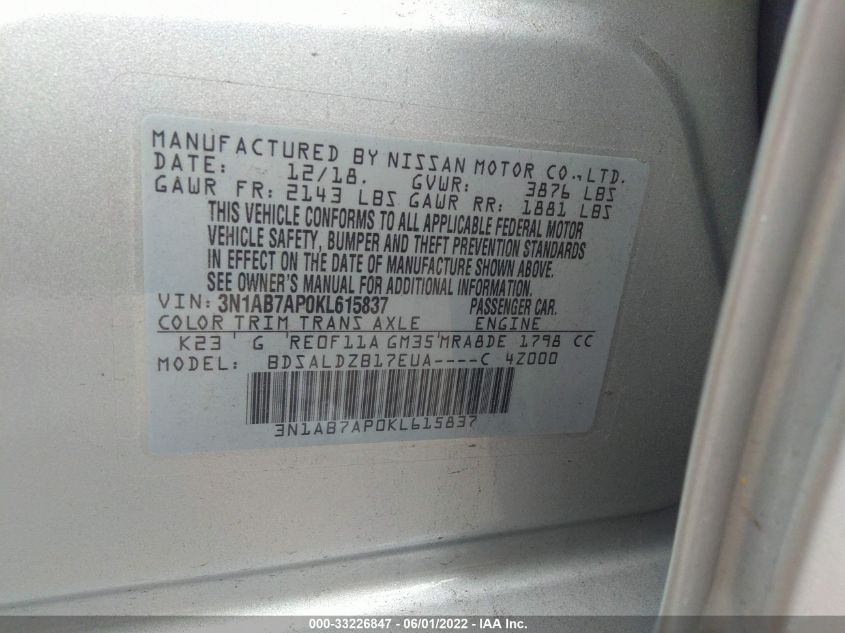 MANUFACTURED BY NISSAN MOTOR CO.,LTD.
DATE: 12/18. GVWR: 3876 LBS
GAWR FR: 2143 LBS GAWR RR: 1881 LBS
THIS VEHICLE CONFORMS TO ALL APPLICABLE FEDERAL MOTOR
VEHICLE SAFETY, BUMPER AND THEFT PREVENTION STANDARDS
IN EFFECT ON THE DATE OF MANUFACTURE SHOWN ABOVE.
SEE OWNER'S MANUAL FOR ADDITIONAL INFORMATION.
VIN: 3N1AB7AP0KL615837 PASSENGER CAR.
COLOR TRIM TRANS AXLE ENGINE
K23 G RE0F11A GM35 MRA8DE 1798 CC
MODEL: BDSALDZB17EUA----C 4Z000
3N1AB7AP0KL615837
000-33226847 - 06/01/2022 - IAA Inc.